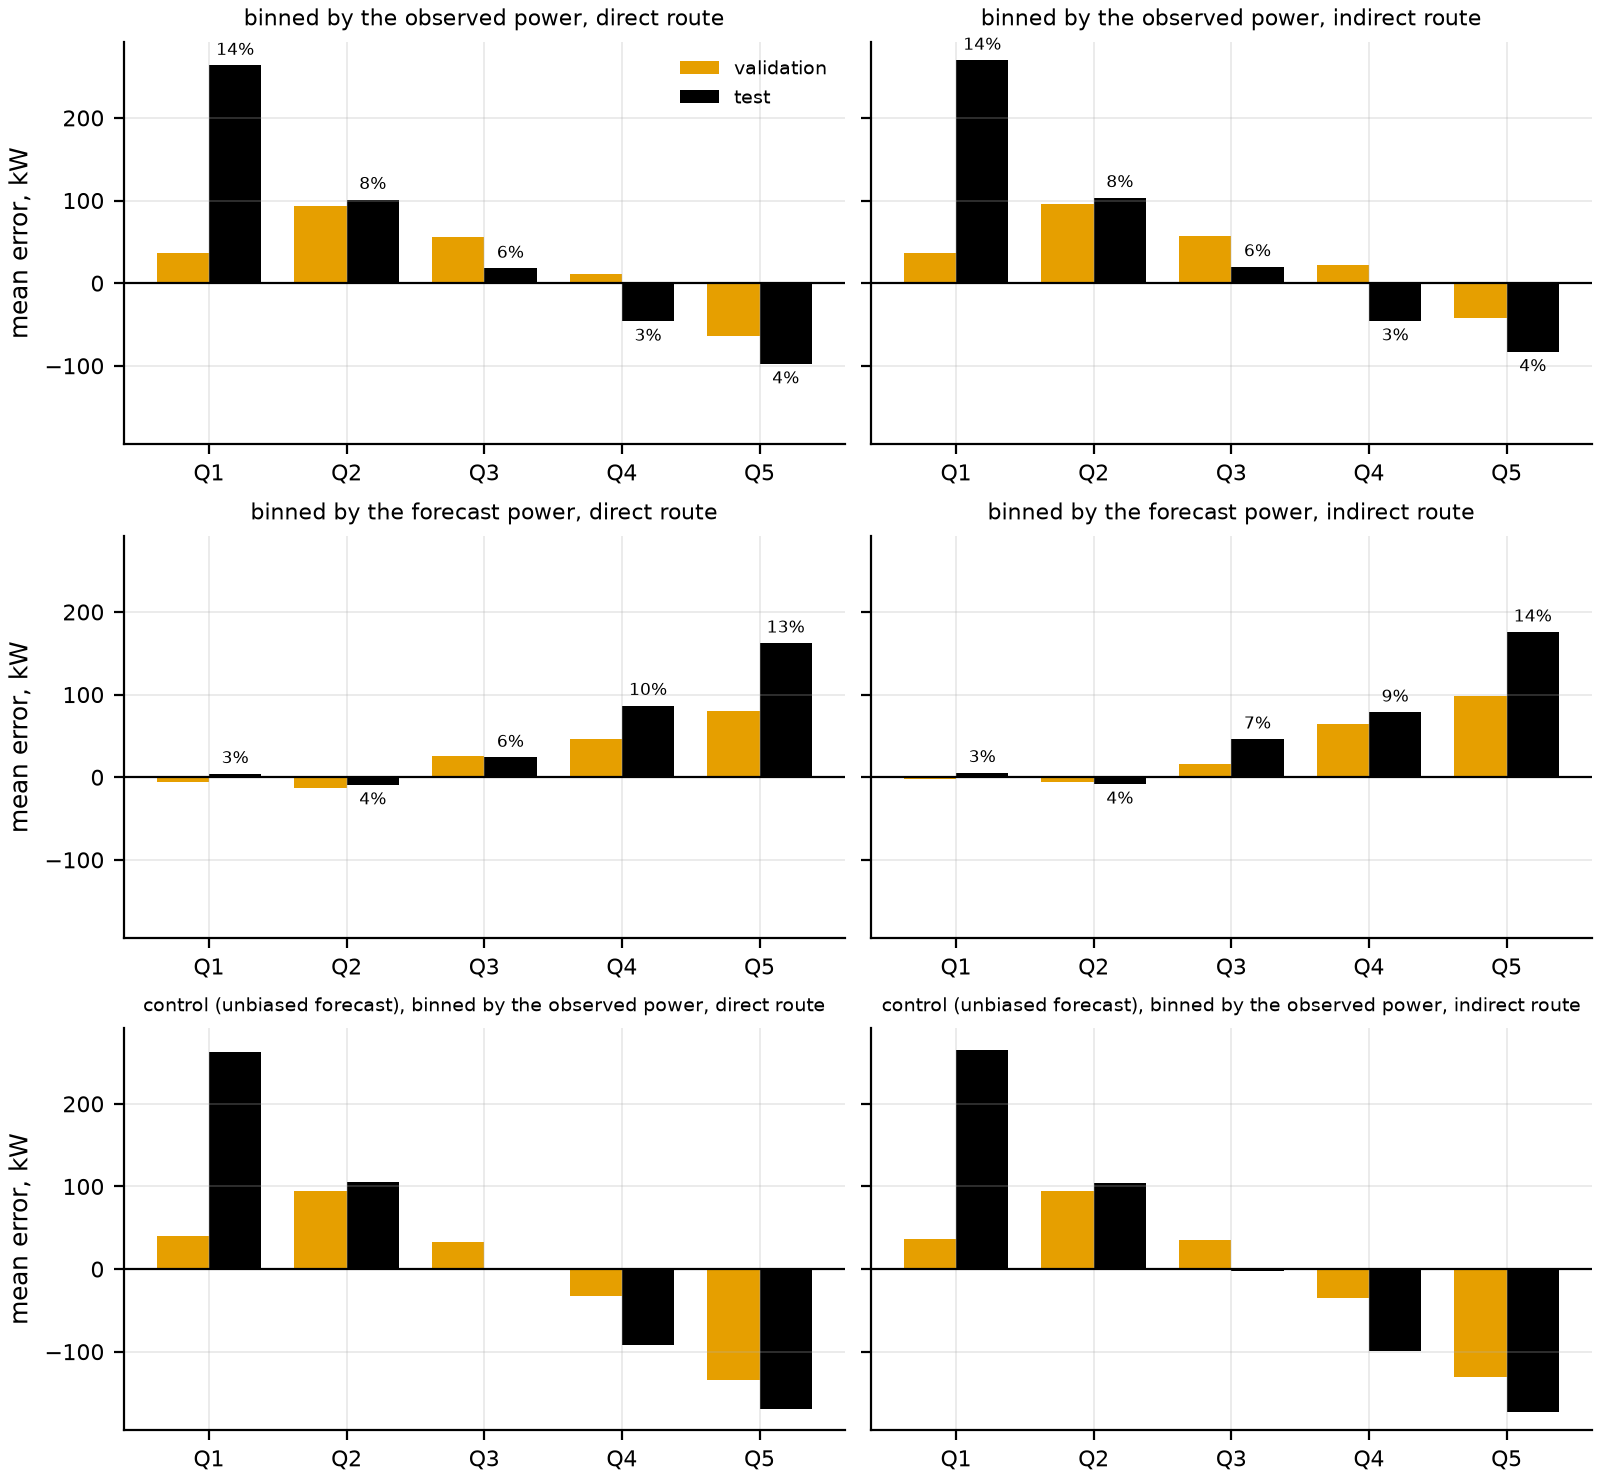 binned by the observed power, direct route
binned by the observed power, indirect route
mean error, kW
200
100
0
−100
14%
8%
6%
3%
4%
validation
test
Q1 Q2 Q3 Q4 Q5
14%
8%
6%
3%
4%
Q1 Q2 Q3 Q4 Q5
binned by the forecast power, direct route
binned by the forecast power, indirect route
mean error, kW
200
100
0
−100
3%
4%
6%
10%
13%
Q1 Q2 Q3 Q4 Q5
3%
4%
7%
9%
14%
Q1 Q2 Q3 Q4 Q5
control (unbiased forecast), binned by the observed power, direct route
control (unbiased forecast), binned by the observed power, indirect route
mean error, kW
200
100
0
−100
Q1 Q2 Q3 Q4 Q5
Q1 Q2 Q3 Q4 Q5